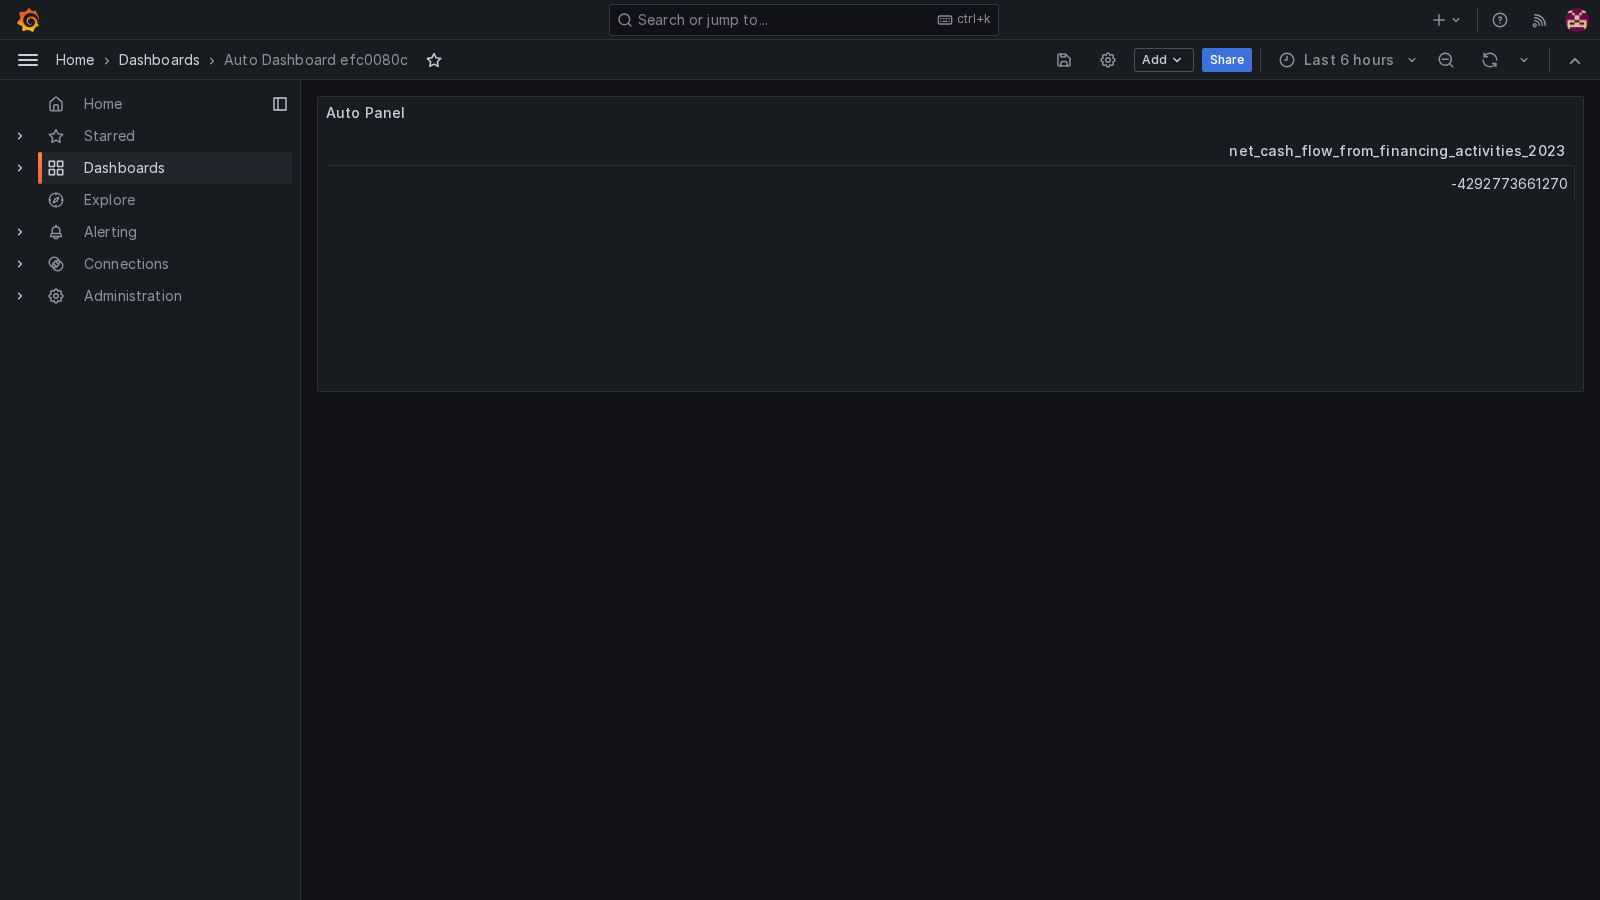 Search or jump to...
ctrl+k
Home
Dashboards
Auto Dashboard efc0080c
Add
Share
Last 6 hours
Home
Starred
Dashboards
Explore
Alerting
Connections
Administration
Auto Panel
net_cash_flow_from_financing_activities_2023
-4292773661270